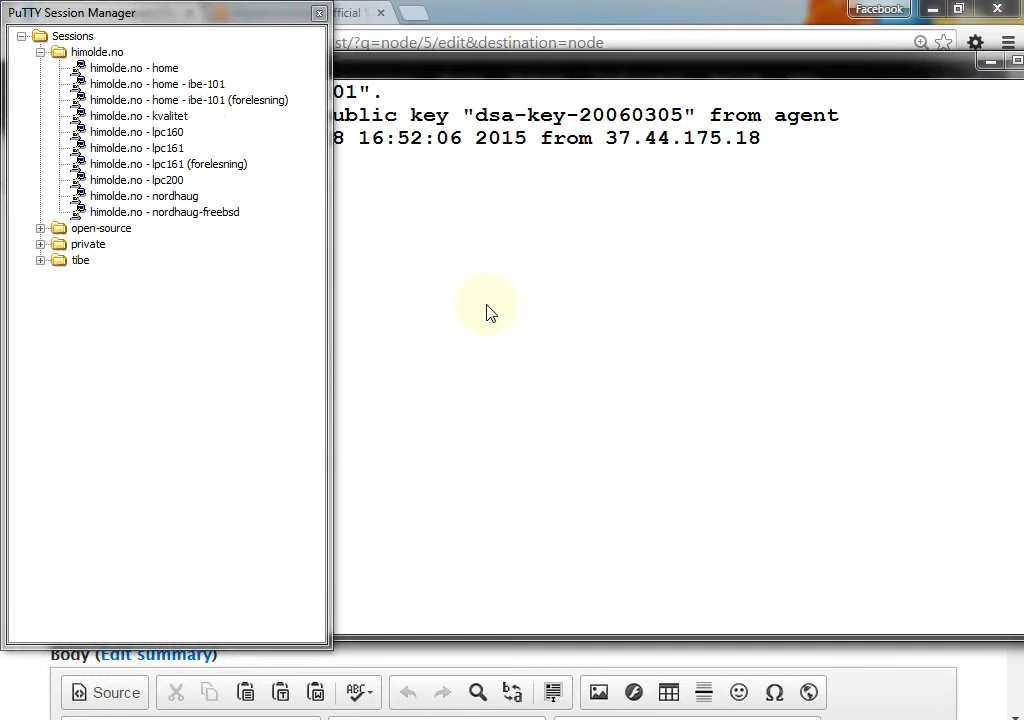 PuTTY Session Manager
Sessions
himolde.no
himolde.no - home
himolde.no - home - ibe-101
himolde.no - home - ibe-101 (forelesning)
himolde.no - kvalitet
himolde.no - lpc160
himolde.no - lpc161
himolde.no - lpc161 (forelesning)
himolde.no - lpc200
himolde.no - nordhaug
himolde.no - nordhaug-freebsd
open-source
private
tibe
fficial
Facebook
st/?q=node/5/edit&destination=node
01".
ublic key "dsa-key-20060305" from agent
8 16:52:06 2015 from 37.44.175.18
Body (Edit summary)
Source
ABC